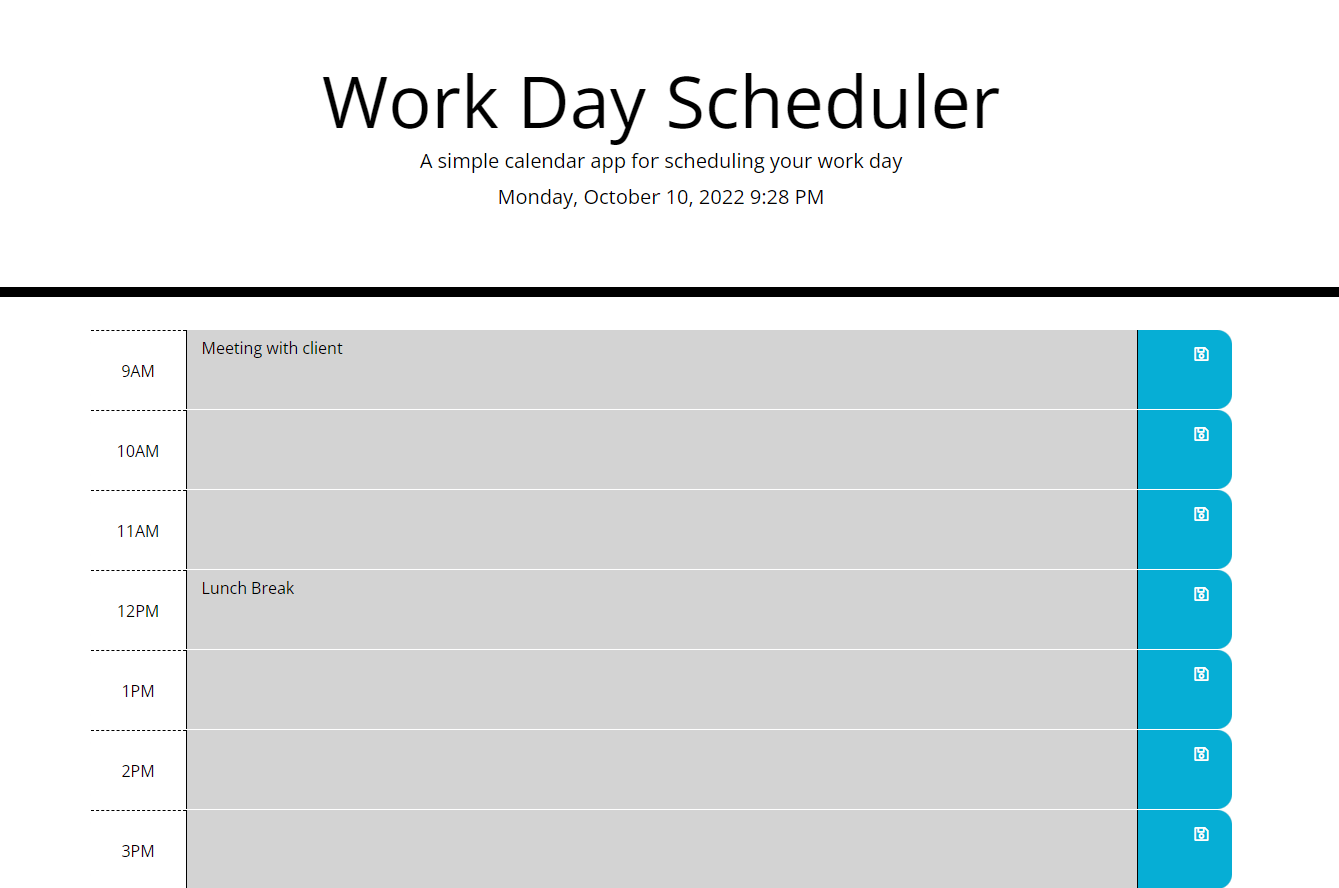 Work Day Scheduler
A simple calendar app for scheduling your work day
Monday, October 10, 2022 9:28 PM
9AM Meeting with client
10AM
11AM
12PM Lunch Break
1PM
2PM
3PM